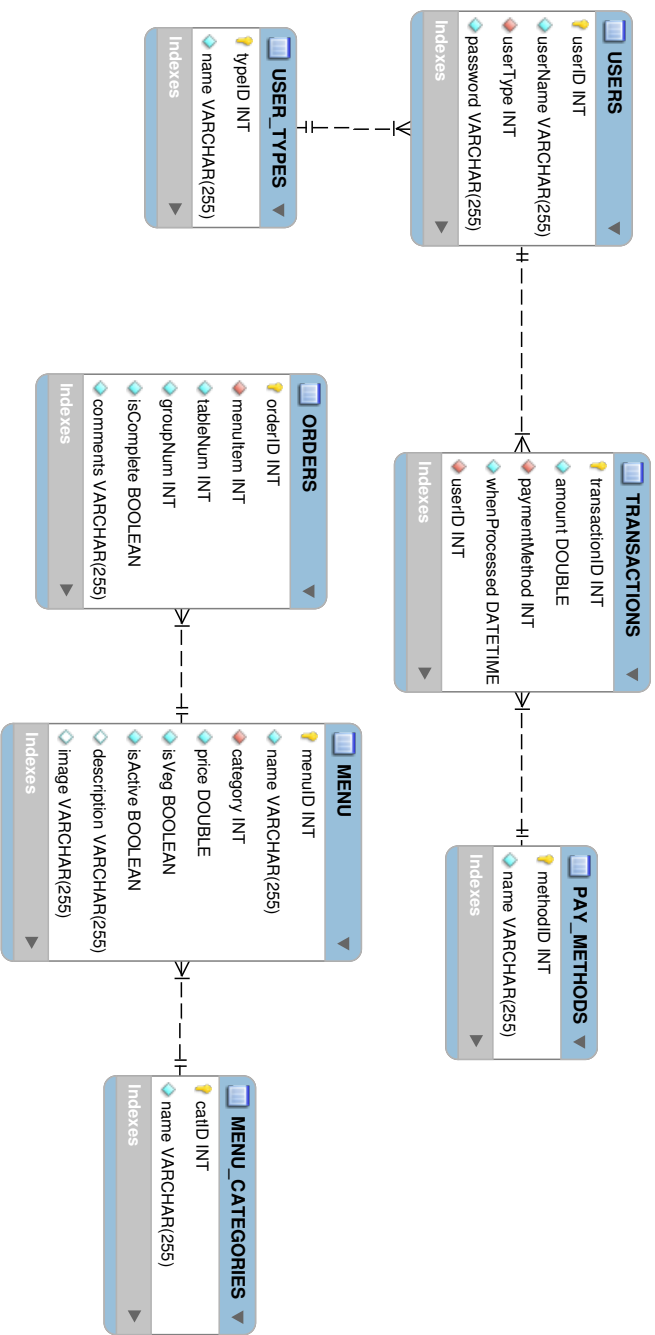 USERS
userID INT
userName VARCHAR(255)
userType INT
password VARCHAR(255)
Indexes
TRANSACTIONS
transactionID INT
amount DOUBLE
paymentMethod INT
whenProcessed DATETIME
userID INT
Indexes
PAY_METHODS
methodID INT
name VARCHAR(255)
Indexes
USER_TYPES
typeID INT
name VARCHAR(255)
Indexes
ORDERS
orderID INT
menuItem INT
tableNum INT
groupNum INT
isComplete BOOLEAN
comments VARCHAR(255)
Indexes
MENU
menuID INT
name VARCHAR(255)
category INT
price DOUBLE
isVeg BOOLEAN
isActive BOOLEAN
description VARCHAR(255)
image VARCHAR(255)
Indexes
MENU_CATEGORIES
catID INT
name VARCHAR(255)
Indexes